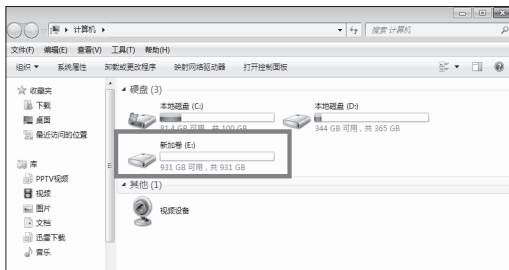 ▸ 计算机 ▸
搜索 计算机
文件(F) 编辑(E) 查看(V) 工具(T) 帮助(H)
组织 系统属性 卸载或更改程序 映射网络驱动器 打开控制面板
收藏夹
下载
桌面
最近访问的位置
库
PPTV视频
视频
图片
文档
迅雷下载
音乐
硬盘 (3)
本地磁盘 (C:)
81.4 GB 可用，共 100 GB
本地磁盘 (D:)
344 GB 可用，共 365 GB
新加卷 (E:)
931 GB 可用，共 931 GB
其他 (1)
视频设备